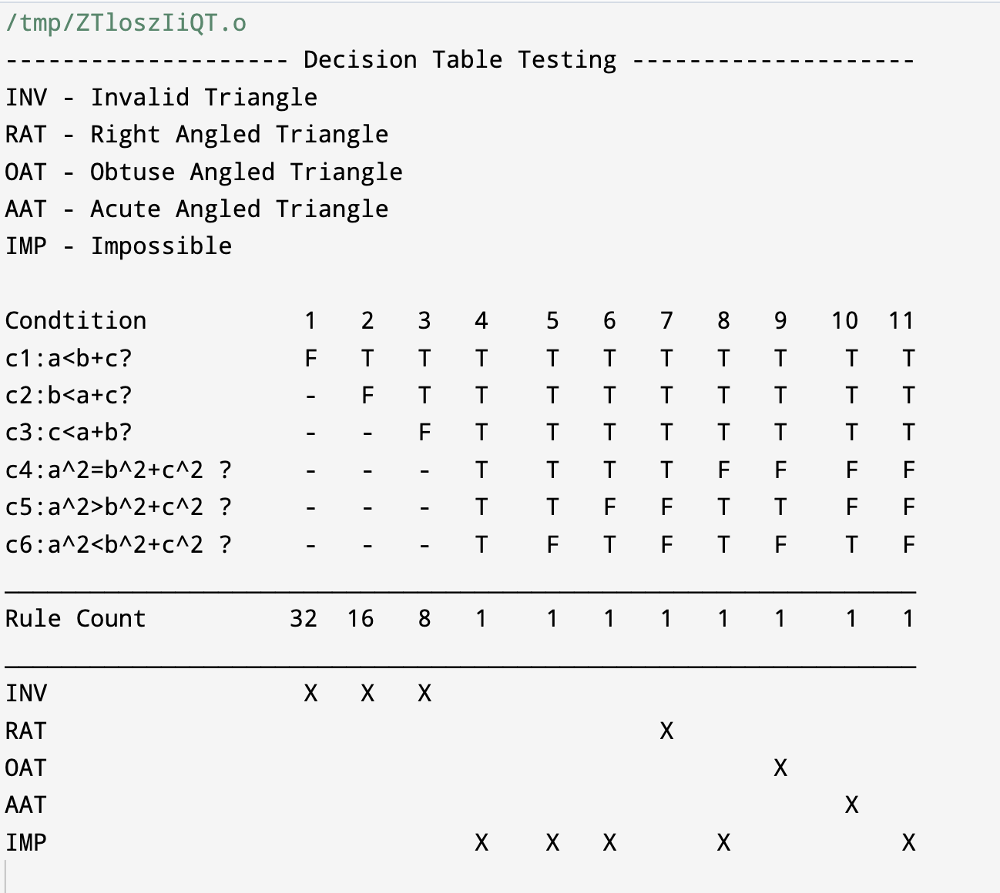 /tmp/ZTloszIiQT.o
-------------------- Decision Table Testing --------------------
INV - Invalid Triangle
RAT - Right Angled Triangle
OAT - Obtuse Angled Triangle
AAT - Acute Angled Triangle
IMP - Impossible
Condtition 1 2 3 4 5 6 7 8 9 10 11
c1:a<b+c? F T T T T T T T T T T
c2:b<a+c? - F T T T T T T T T T
c3:c<a+b? - - F T T T T T T T T
c4:a^2=b^2+c^2 ? - - - T T T T F F F F
c5:a^2>b^2+c^2 ? - - - T T F F T T F F
c6:a^2<b^2+c^2 ? - - - T F T F T F T F
Rule Count 32 16 8 1 1 1 1 1 1 1 1
INV X X X
RAT X
OAT X
AAT X
IMP X X X X X